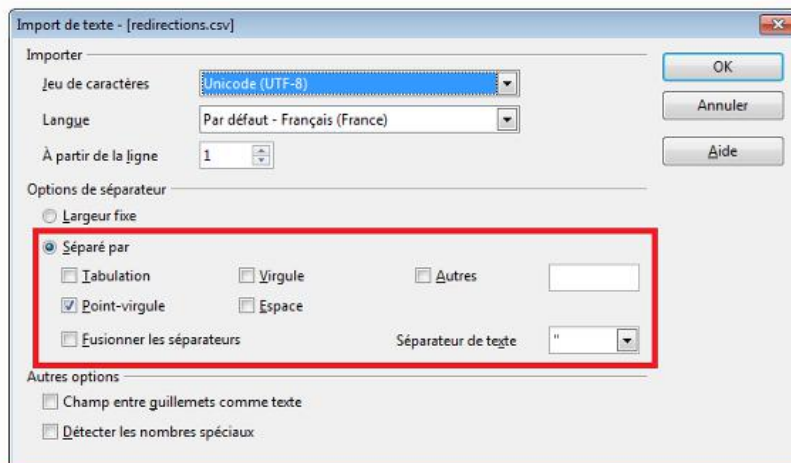 Import de texte - [redirections.csv]
Importer
Jeu de caractères Unicode (UTF-8)
Langue Par défaut - Français (France)
À partir de la ligne 1
OK
Annuler
Aide
Options de séparateur
Largeur fixe
Séparé par
Tabulation Virgule Autres
Point-virgule Espace
Fusionner les séparateurs Séparateur de texte "
Autres options
Champ entre guillemets comme texte
Détecter les nombres spéciaux